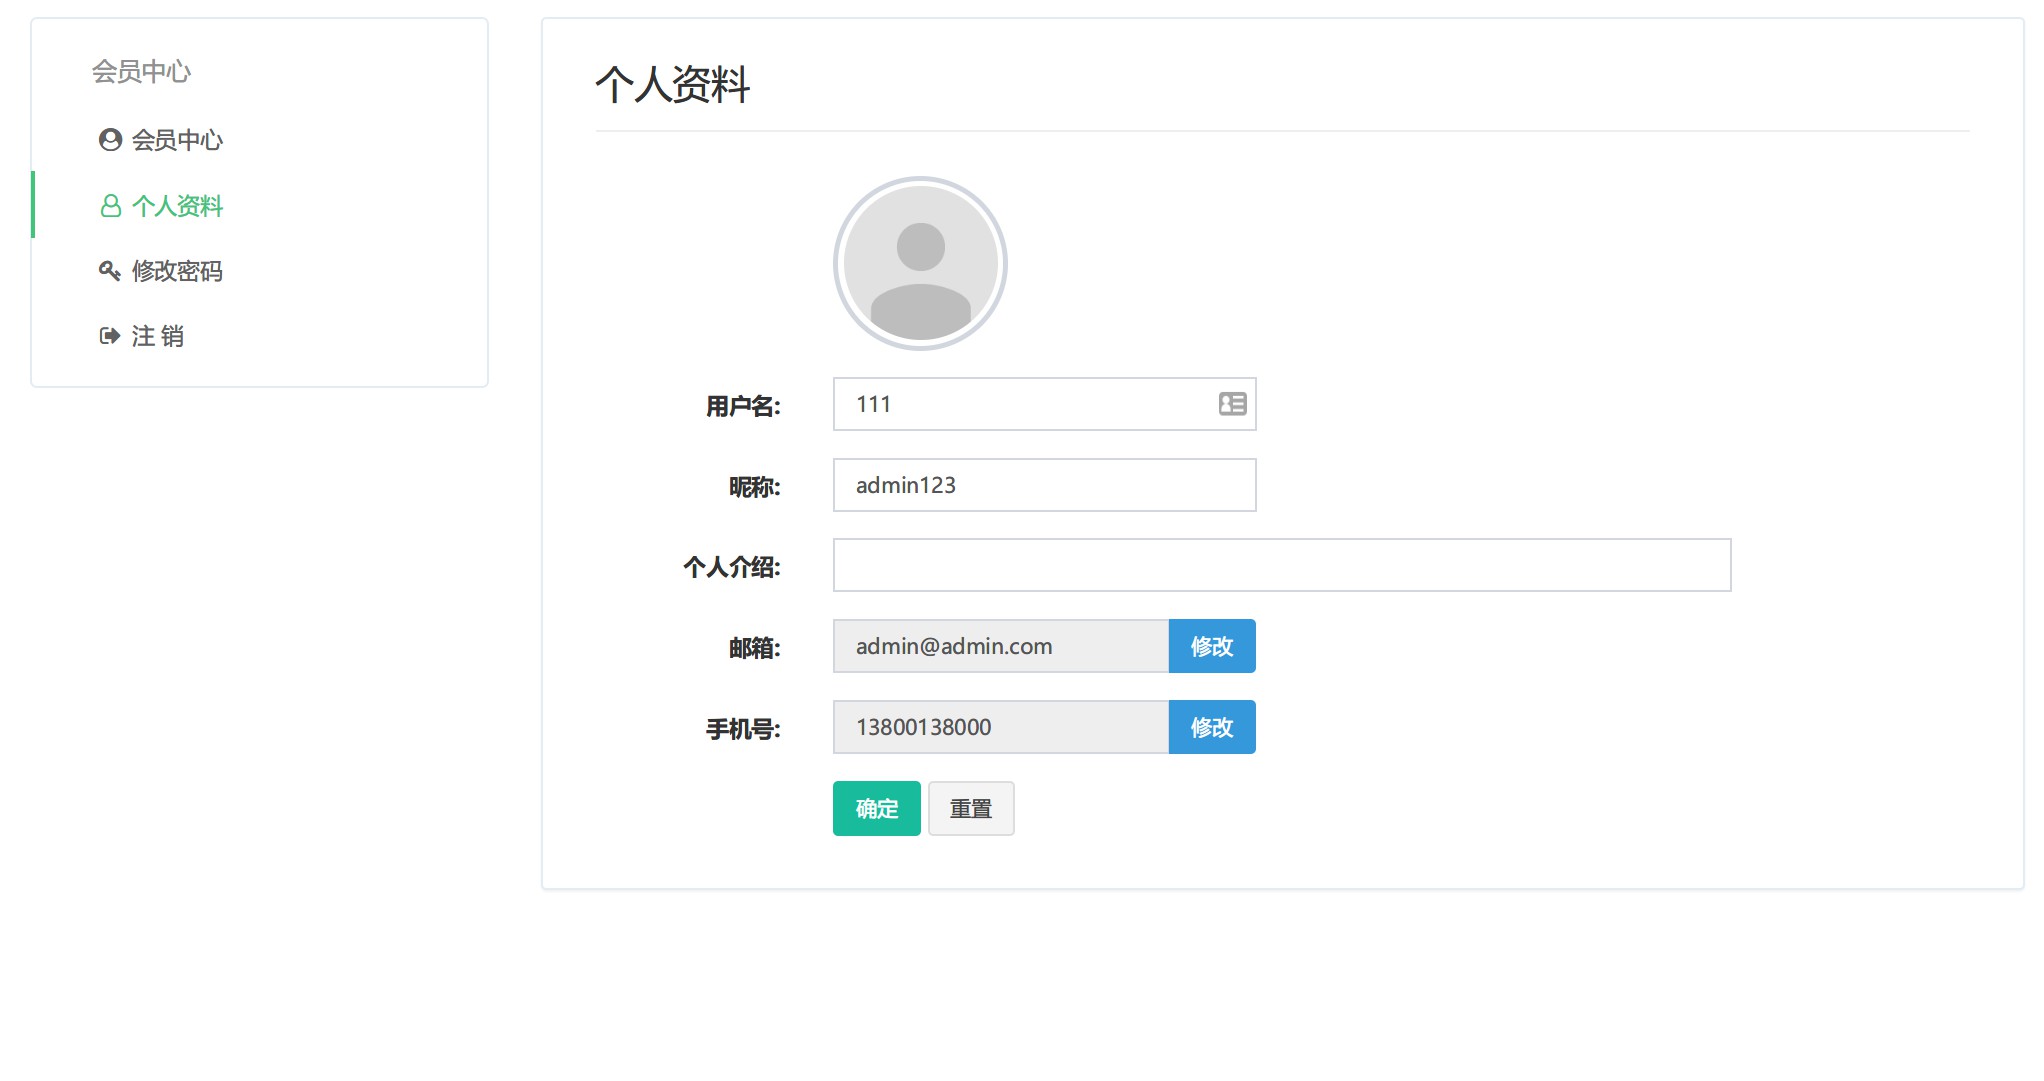 会员中心
会员中心
个人资料
修改密码
注 销
个人资料
用户名: 111
昵称: admin123
个人介绍:
邮箱: admin@admin.com 修改
手机号: 13800138000 修改
确定 重置